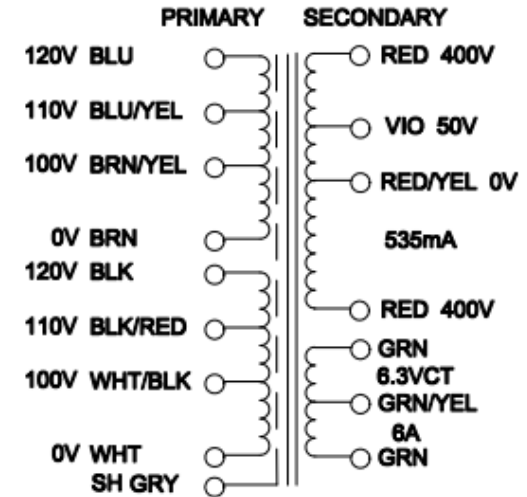 PRIMARY SECONDARY
120V BLU
RED 400V
110V BLU/YEL
VIO 50V
100V BRN/YEL
RED/YEL 0V
0V BRN
535mA
120V BLK
RED 400V
110V BLK/RED
GRN
6.3VCT
100V WHT/BLK
GRN/YEL
6A
0V WHT
GRN
SH GRY